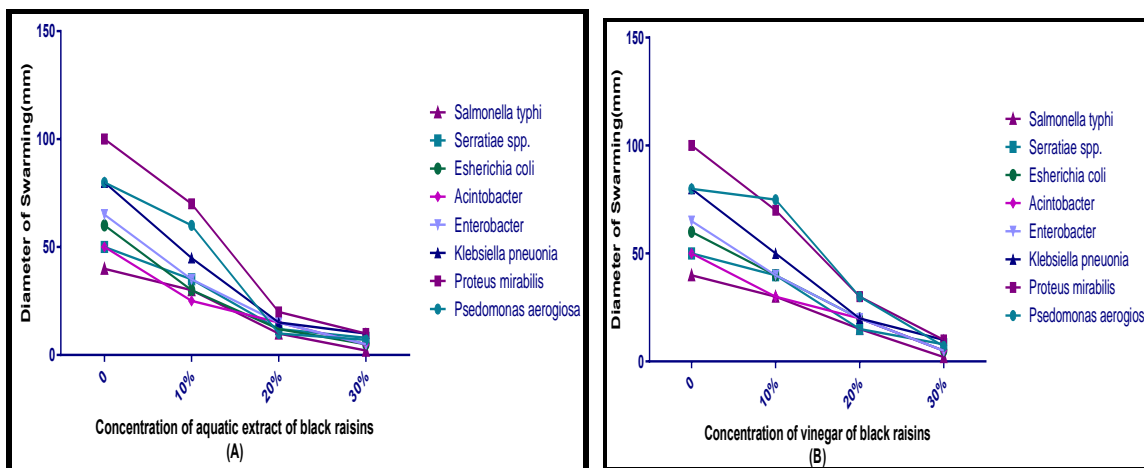 150
100
50
0
Diameter of Swarming(mm)
0
10%
20%
30%
Concentration of aquatic extract of black raisins
(A)
Salmonella typhi
Serratiae spp.
Esherichia coli
Acintobacter
Enterobacter
Klebsiella pneuonia
Proteus mirabilis
Psedomonas aerogiosa
150
100
50
0
Diameter of Swarming(mm)
0
10%
20%
30%
Concentration of vinegar of black raisins
(B)
Salmonella typhi
Serratiae spp.
Esherichia coli
Acintobacter
Enterobacter
Klebsiella pneuonia
Proteus mirabilis
Psedomonas aerogios